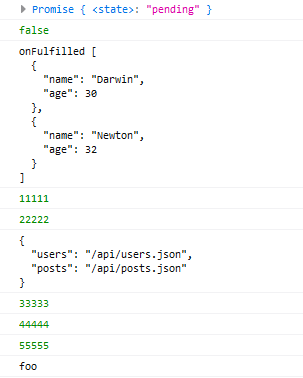 Promise { <state>: "pending" }
false
onFulfilled [
  {
    "name": "Darwin",
    "age": 30
  },
  {
    "name": "Newton",
    "age": 32
  }
]
11111
22222
{
  "users": "/api/users.json",
  "posts": "/api/posts.json"
}
33333
44444
55555
foo